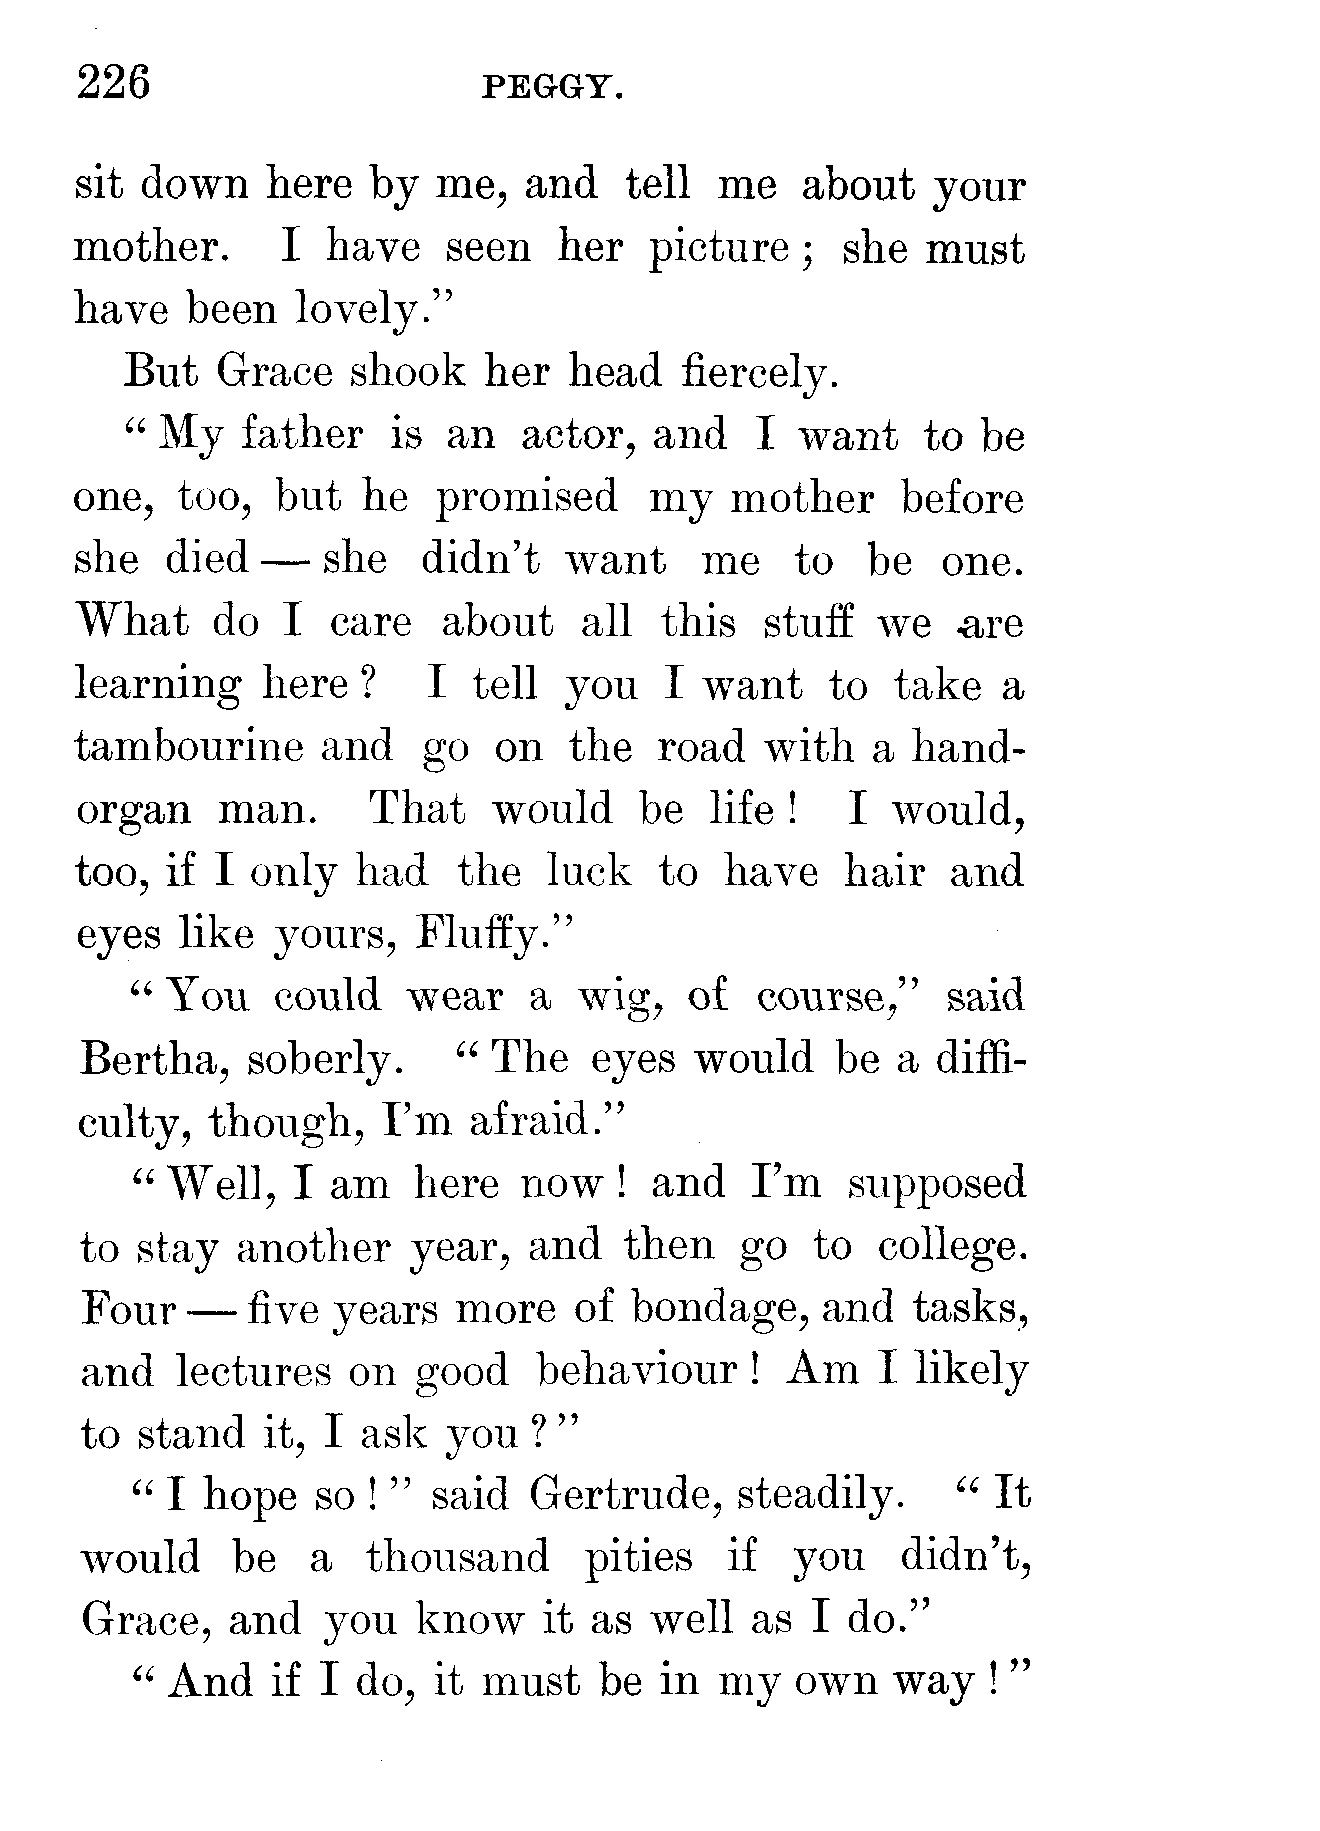 226 PEGGY.
sit down here by me, and tell me about your
mother. I have seen her picture ; she must
have been lovely.”
But Grace shook her head fiercely.
“ My father is an actor, and I want to be
one, too, but he promised my mother before
she died — she didn’t want me to be one.
What do I care about all this stuff we are
learning here ? I tell you I want to take a
tambourine and go on the road with a hand-
organ man. That would be life ! I would,
too, if I only had the luck to have hair and
eyes like yours, Fluffy.”
“ You could wear a wig, of course,” said
Bertha, soberly. “ The eyes would be a diffi-
culty, though, I’m afraid.”
“ Well, I am here now ! and I’m supposed
to stay another year, and then go to college.
Four — five years more of bondage, and tasks,
and lectures on good behaviour ! Am I likely
to stand it, I ask you ? ”
“ I hope so ! ” said Gertrude, steadily. “ It
would be a thousand pities if you didn’t,
Grace, and you know it as well as I do.”
“ And if I do, it must be in my own way ! ”